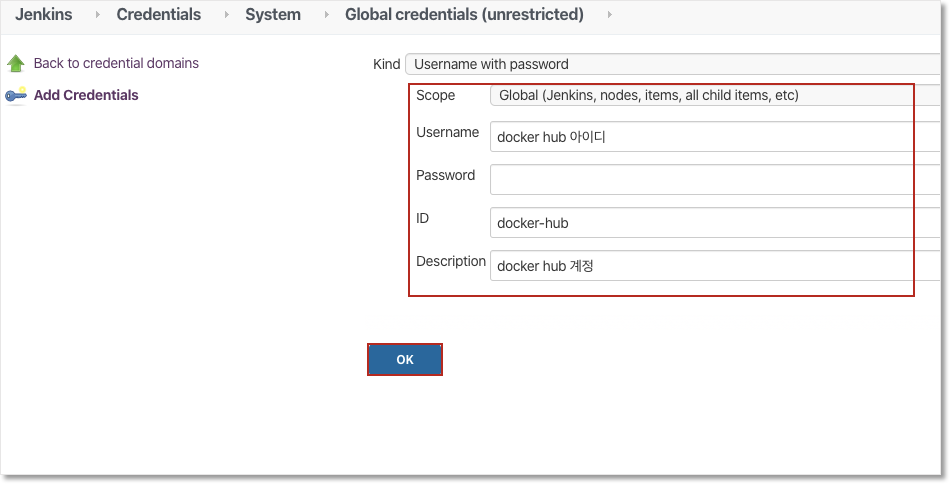 Jenkins Credentials System Global credentials (unrestricted)
Back to credential domains
Add Credentials
Kind Username with password
Scope Global (Jenkins, nodes, items, all child items, etc)
Username docker hub 아이디
Password
ID docker-hub
Description docker hub 계정
OK